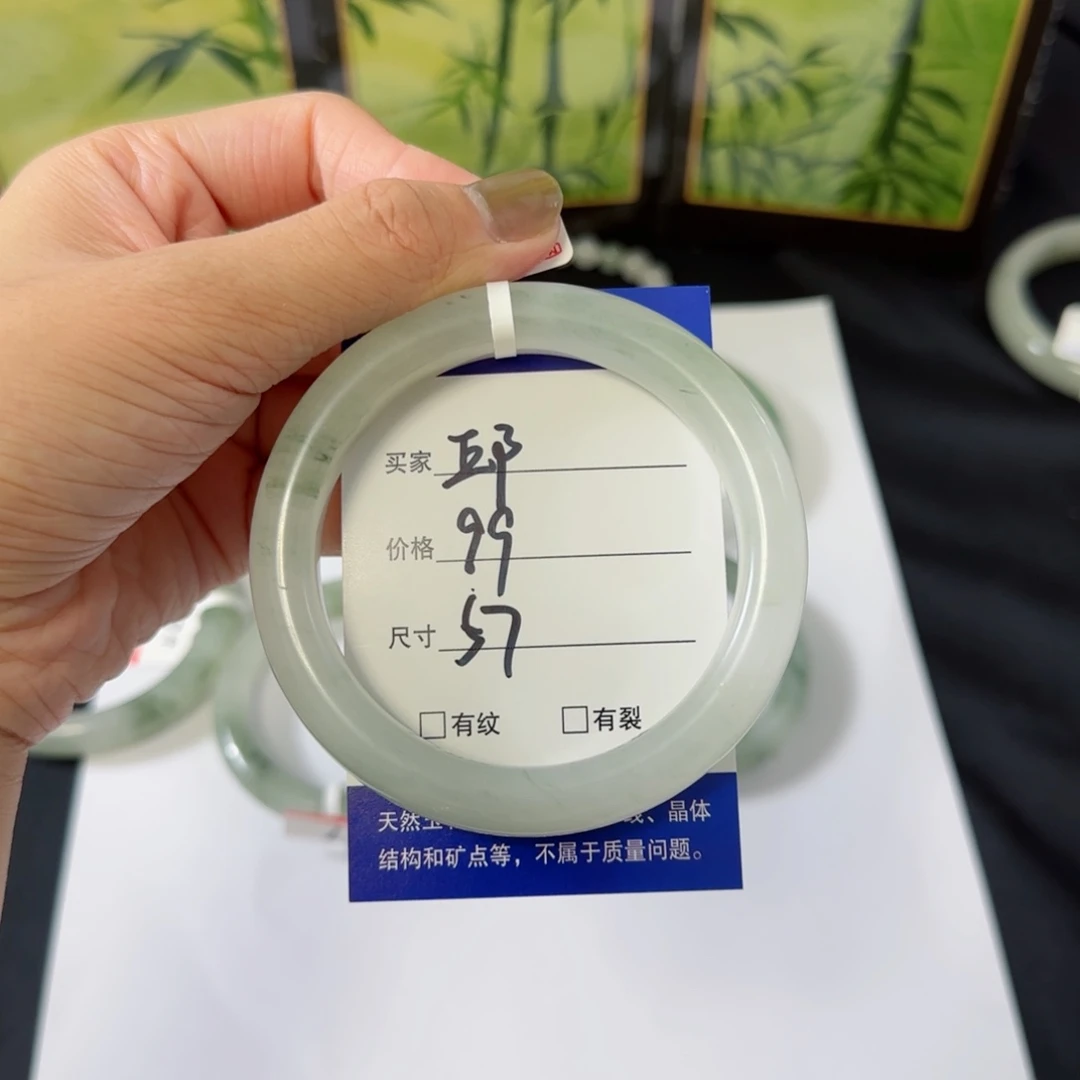 买家 邱
价格 99
尺寸 57
□有纹 □有裂
天然 、晶体
结构和矿点等，不属于质量问题。